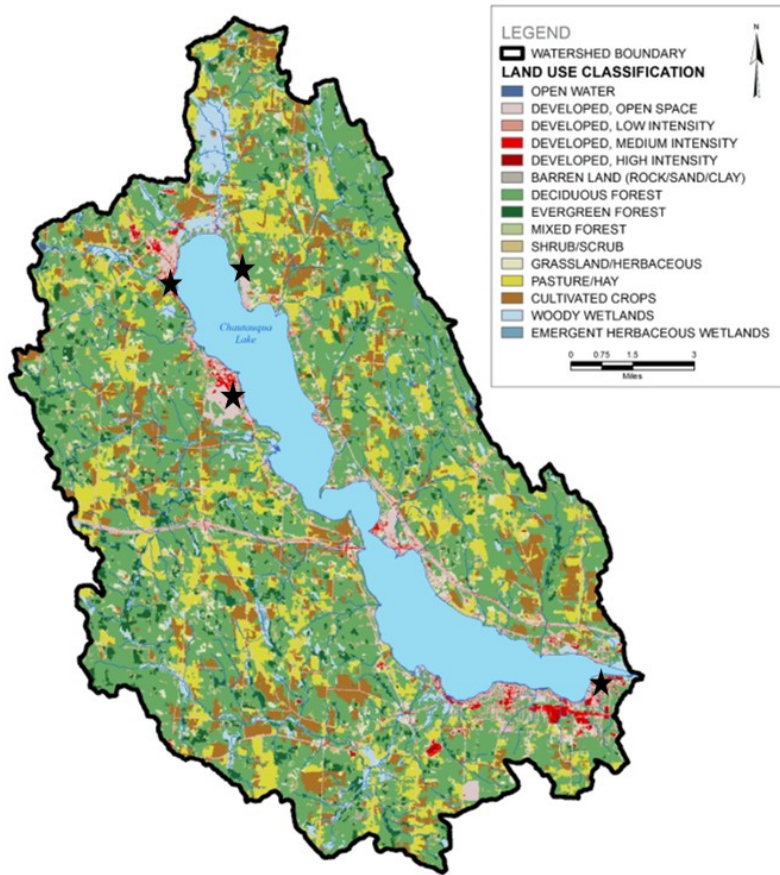 LEGEND
WATERSHED BOUNDARY
LAND USE CLASSIFICATION
OPEN WATER
DEVELOPED, OPEN SPACE
DEVELOPED, LOW INTENSITY
DEVELOPED, MEDIUM INTENSITY
DEVELOPED, HIGH INTENSITY
BARREN LAND (ROCK/SAND/CLAY)
DECIDUOUS FOREST
EVERGREEN FOREST
MIXED FOREST
SHRUB/SCRUB
GRASSLAND/HERBACEOUS
PASTURE/HAY
CULTIVATED CROPS
WOODY WETLANDS
EMERGENT HERBACEOUS WETLANDS
N
0 0.75 1.5 3
Miles
Chautauqua
Lake